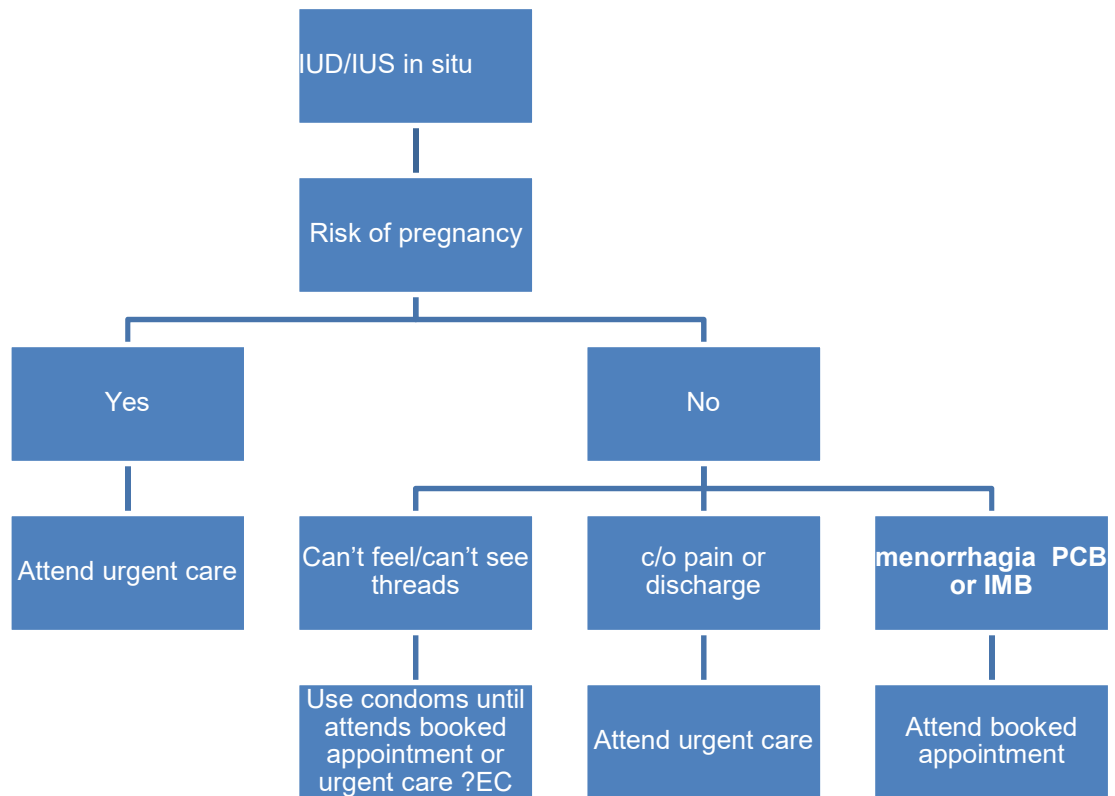 IUD/IUS in situ
Risk of pregnancy
Yes
No
Attend urgent care
Can’t feel/can’t see
threads
c/o pain or
discharge
menorrhagia PCB
or IMB
Use condoms until
attends booked
appointment or
urgent care ?EC
Attend urgent care
Attend booked
appointment